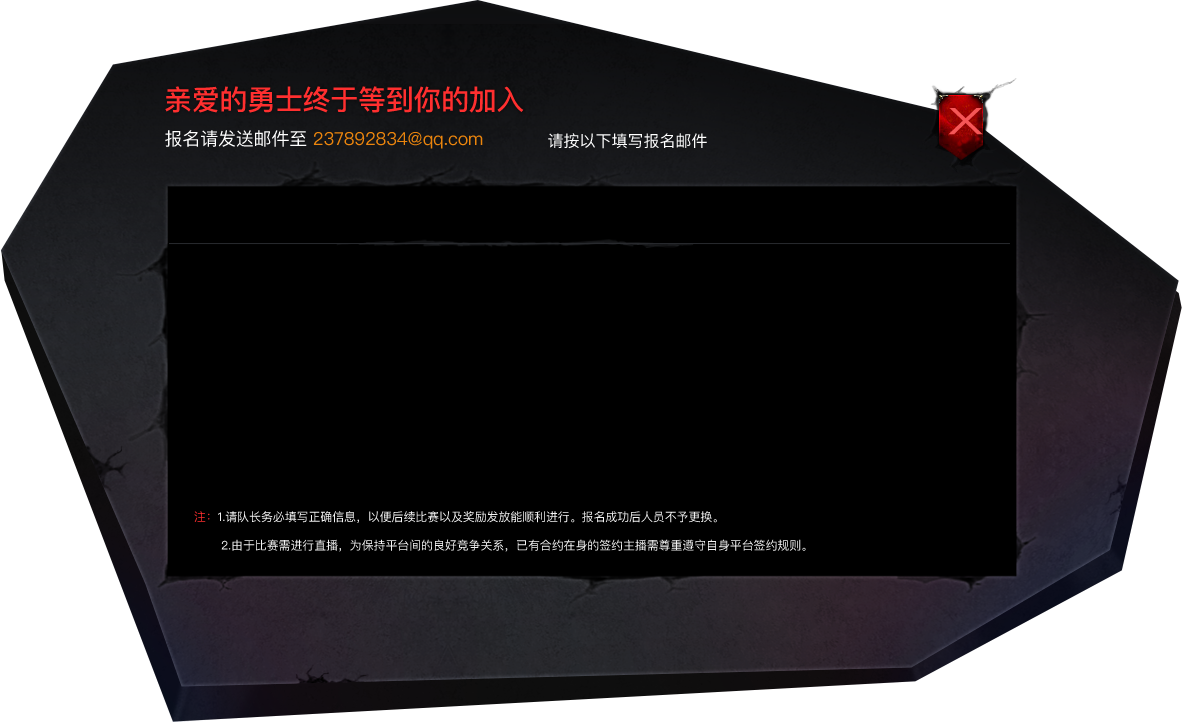 亲爱的勇士终于等到你的加入
报名请发送邮件至 237892834@qq.com 请按以下填写报名邮件
注：1.请队长务必填写正确信息，以便后续比赛以及奖励发放能顺利进行。报名成功后人员不予更换。
2.由于比赛需进行直播，为保持平台间的良好竞争关系，已有合约在身的签约主播需尊重遵守自身平台签约规则。